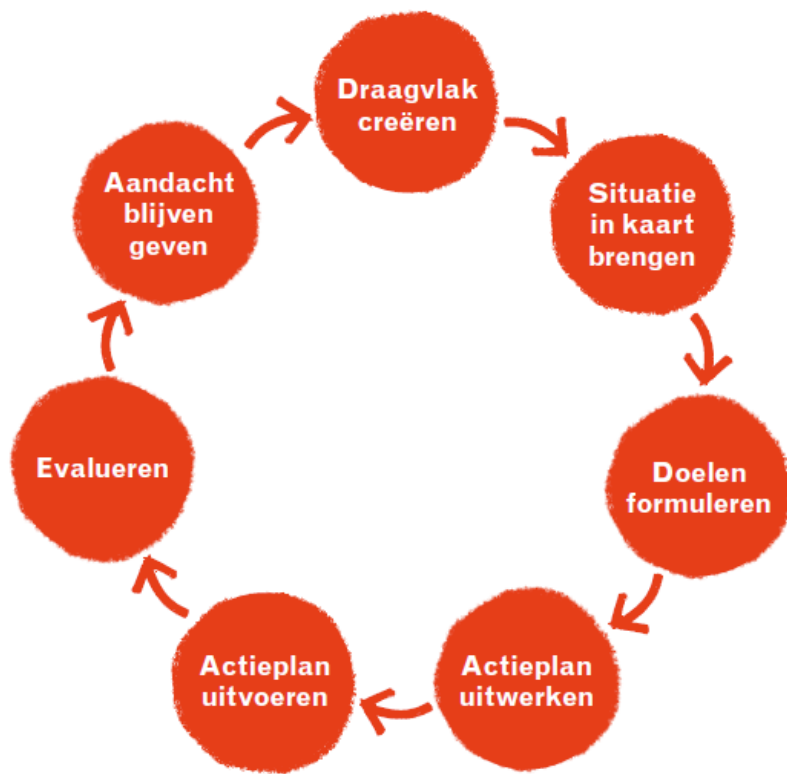 Draagvlak
creëren
Situatie
in kaart
brengen
Doelen
formuleren
Actieplan
uitwerken
Actieplan
uitvoeren
Evalueren
Aandacht
blijven
geven